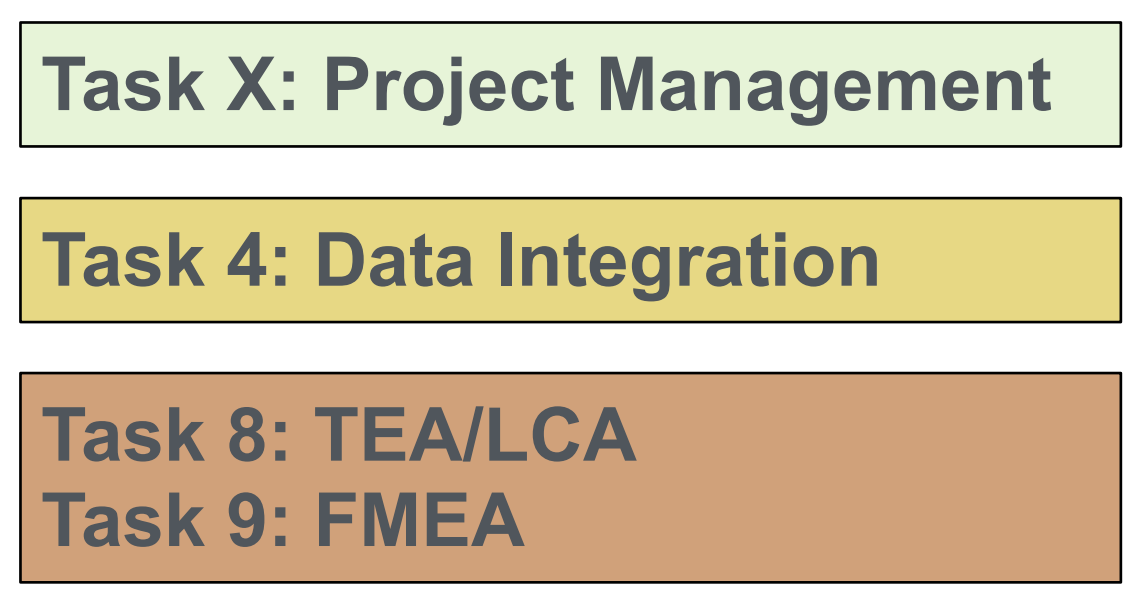 Task X: Project Management
Task 4: Data Integration
Task 8: TEA/LCA
Task 9: FMEA